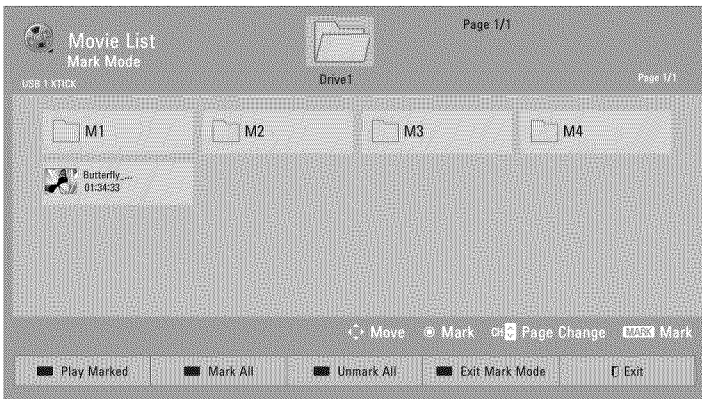 Page 1/1
Movie List
Mark Mode
USB 1 XTICK
Drive1
Page 1/1
M1
M2
M3
M4
Butterfly_...
01:34:33
Move
Mark
CH Page Change
MARK Mark
Play Marked
Mark All
Unmark All
Exit Mark Mode
Exit